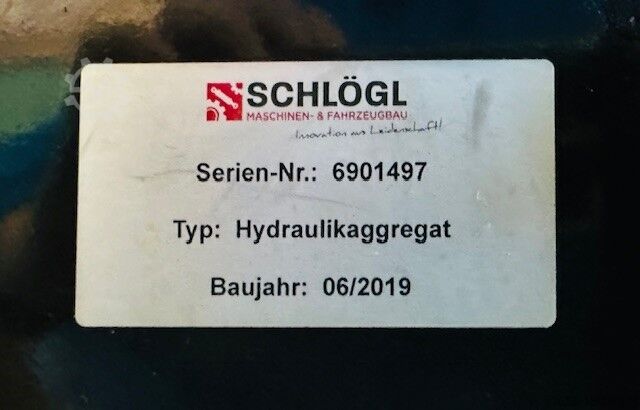 SCHLÖGL
MASCHINEN- & FAHRZEUGBAU
Innovation aus Leidenschaft!
Serien-Nr.: 6901497
Typ: Hydraulikaggregat
Baujahr: 06/2019